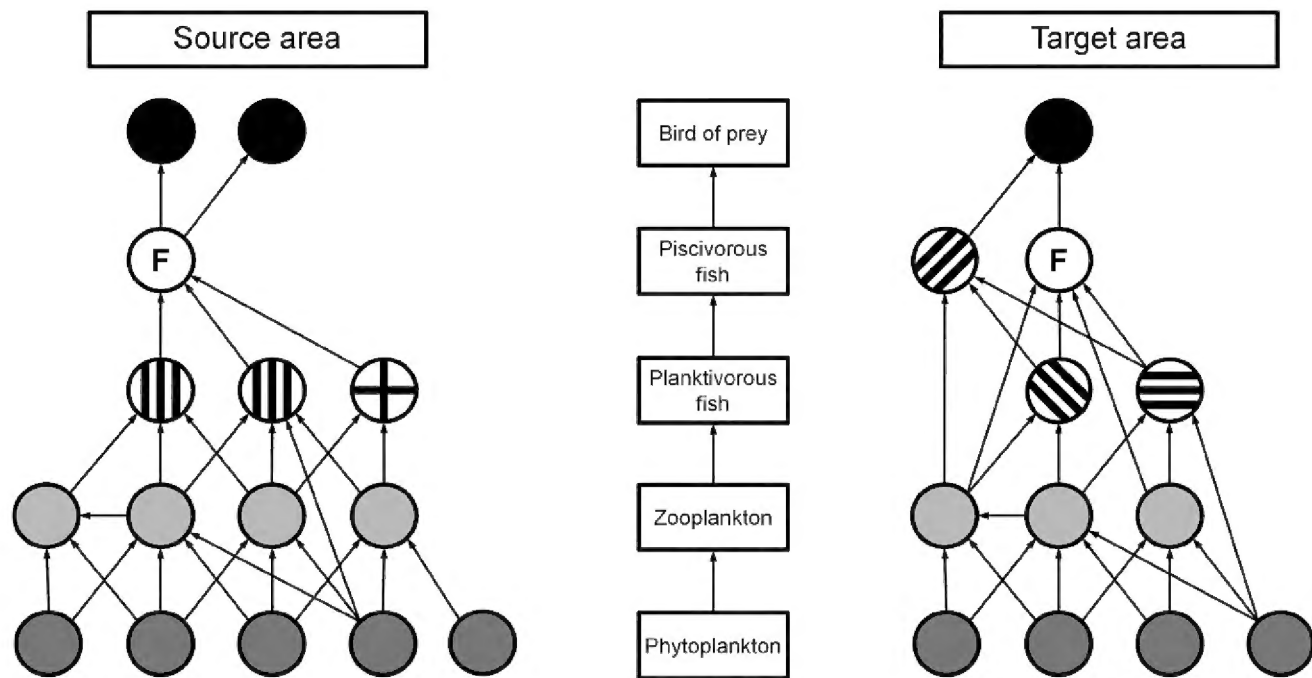 Source area
Target area
Bird of prey
Piscivorous
fish
F
F
Planktivorous
fish
Zooplankton
Phytoplankton